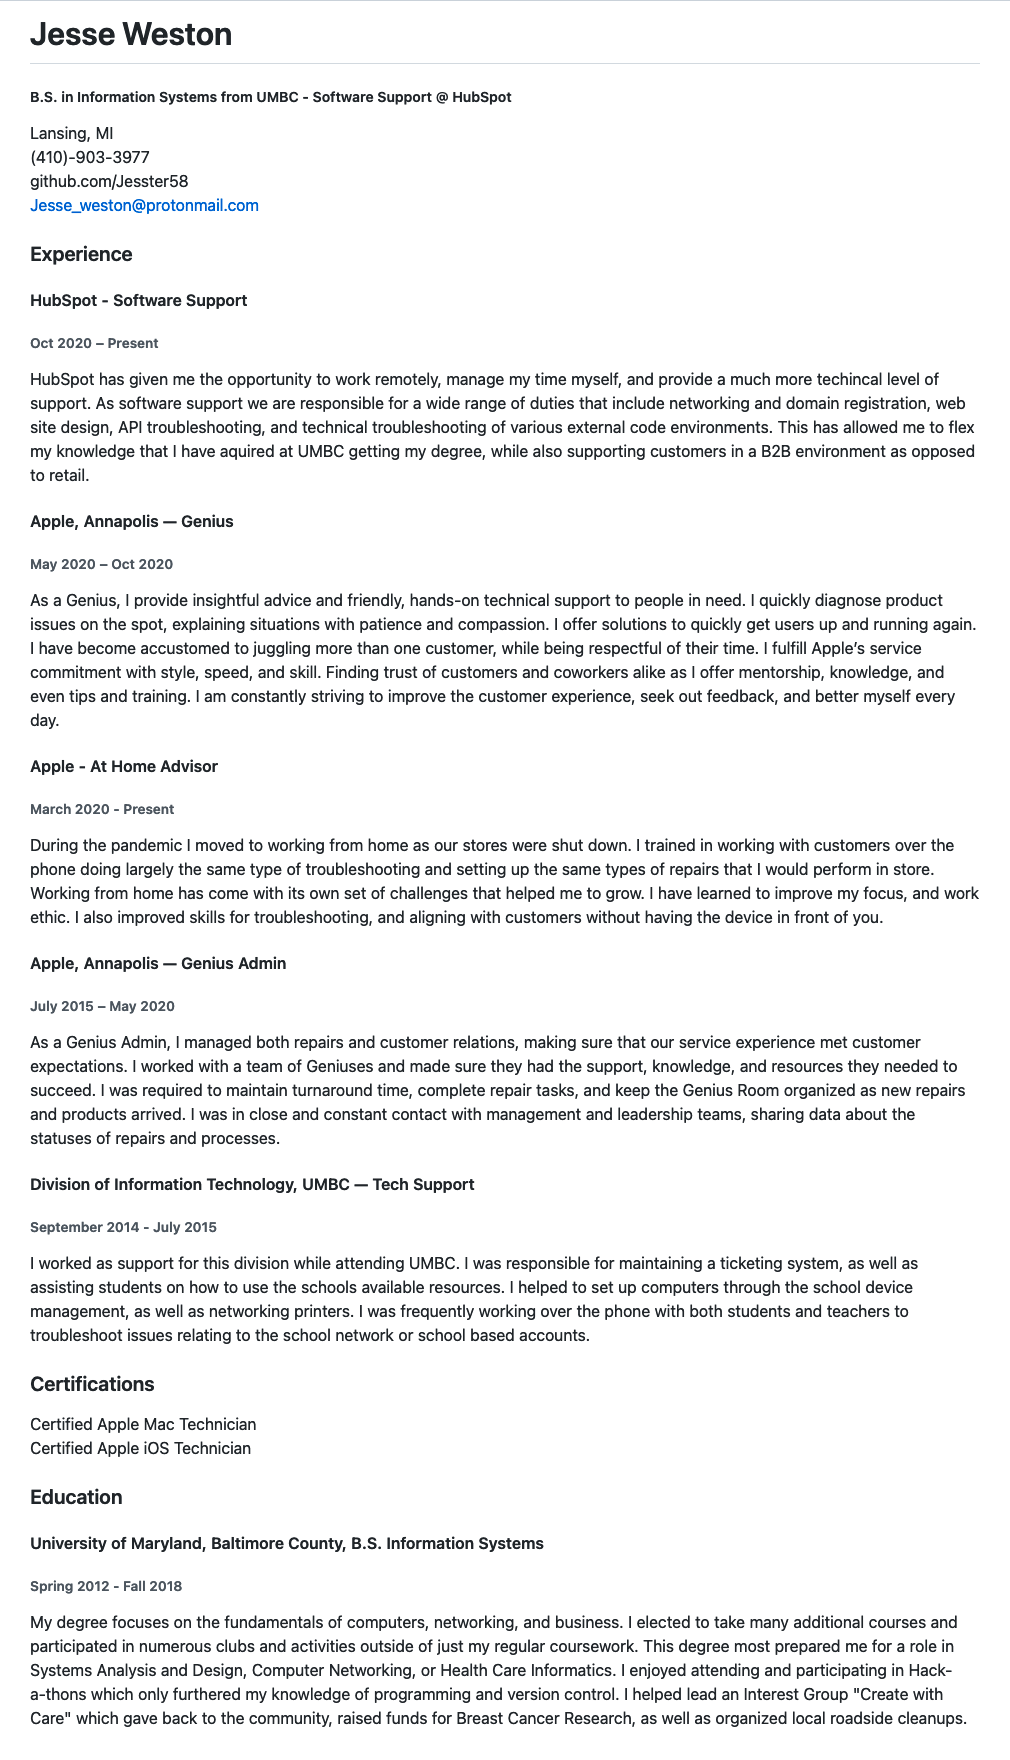 Jesse Weston
B.S. in Information Systems from UMBC - Software Support @ HubSpot
Lansing, MI
(410)-903-3977
github.com/Jesster58
Jesse_weston@protonmail.com
Experience
HubSpot - Software Support
Oct 2020 – Present
HubSpot has given me the opportunity to work remotely, manage my time myself, and provide a much more techincal level of
support. As software support we are responsible for a wide range of duties that include networking and domain registration, web
site design, API troubleshooting, and technical troubleshooting of various external code environments. This has allowed me to flex
my knowledge that I have aquired at UMBC getting my degree, while also supporting customers in a B2B environment as opposed
to retail.
Apple, Annapolis — Genius
May 2020 – Oct 2020
As a Genius, I provide insightful advice and friendly, hands-on technical support to people in need. I quickly diagnose product
issues on the spot, explaining situations with patience and compassion. I offer solutions to quickly get users up and running again.
I have become accustomed to juggling more than one customer, while being respectful of their time. I fulfill Apple’s service
commitment with style, speed, and skill. Finding trust of customers and coworkers alike as I offer mentorship, knowledge, and
even tips and training. I am constantly striving to improve the customer experience, seek out feedback, and better myself every
day.
Apple - At Home Advisor
March 2020 - Present
During the pandemic I moved to working from home as our stores were shut down. I trained in working with customers over the
phone doing largely the same type of troubleshooting and setting up the same types of repairs that I would perform in store.
Working from home has come with its own set of challenges that helped me to grow. I have learned to improve my focus, and work
ethic. I also improved skills for troubleshooting, and aligning with customers without having the device in front of you.
Apple, Annapolis — Genius Admin
July 2015 – May 2020
As a Genius Admin, I managed both repairs and customer relations, making sure that our service experience met customer
expectations. I worked with a team of Geniuses and made sure they had the support, knowledge, and resources they needed to
succeed. I was required to maintain turnaround time, complete repair tasks, and keep the Genius Room organized as new repairs
and products arrived. I was in close and constant contact with management and leadership teams, sharing data about the
statuses of repairs and processes.
Division of Information Technology, UMBC — Tech Support
September 2014 - July 2015
I worked as support for this division while attending UMBC. I was responsible for maintaining a ticketing system, as well as
assisting students on how to use the schools available resources. I helped to set up computers through the school device
management, as well as networking printers. I was frequently working over the phone with both students and teachers to
troubleshoot issues relating to the school network or school based accounts.
Certifications
Certified Apple Mac Technician
Certified Apple iOS Technician
Education
University of Maryland, Baltimore County, B.S. Information Systems
Spring 2012 - Fall 2018
My degree focuses on the fundamentals of computers, networking, and business. I elected to take many additional courses and
participated in numerous clubs and activities outside of just my regular coursework. This degree most prepared me for a role in
Systems Analysis and Design, Computer Networking, or Health Care Informatics. I enjoyed attending and participating in Hack-
a-thons which only furthered my knowledge of programming and version control. I helped lead an Interest Group "Create with
Care" which gave back to the community, raised funds for Breast Cancer Research, as well as organized local roadside cleanups.